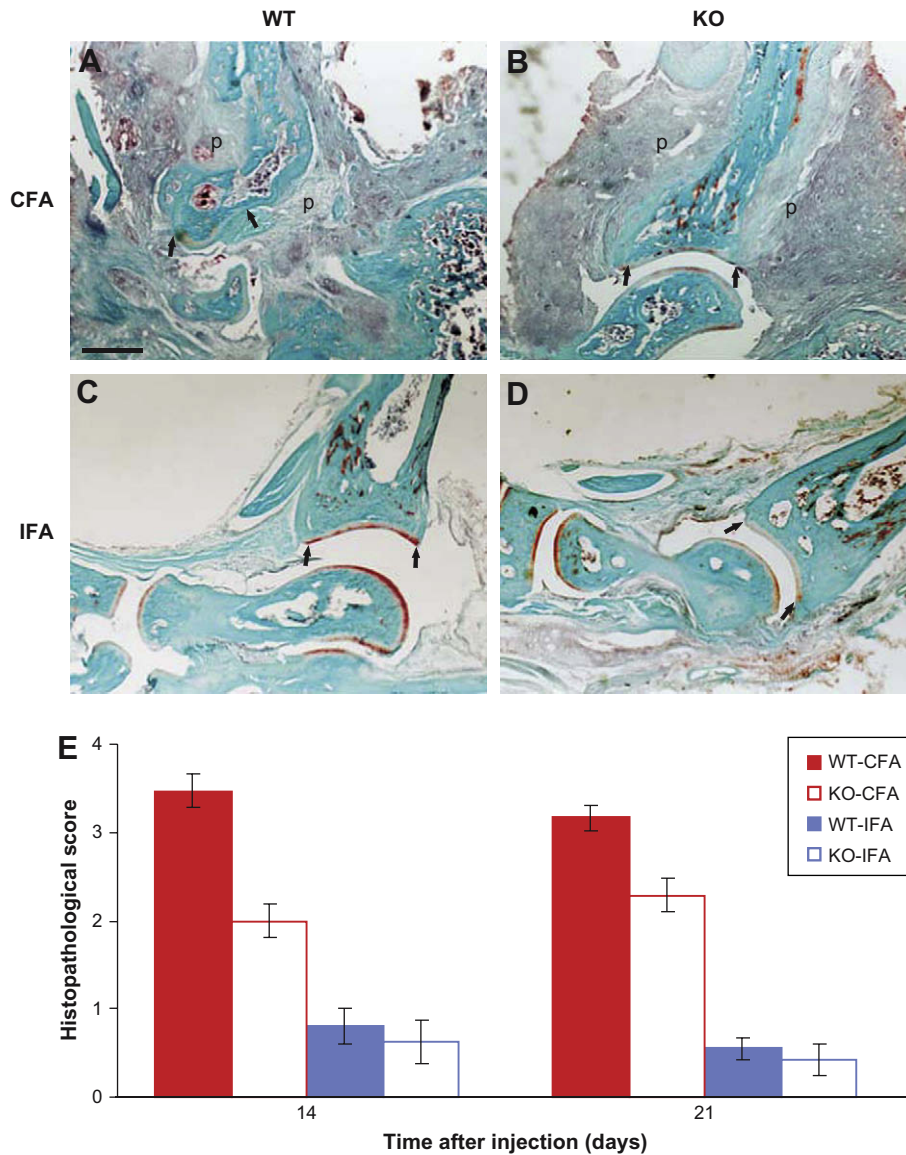 WT KO
CFA
A
p
p
B
p
p
IFA
C
D
E
Histopathological score
4
3
2
1
0
14 21
Time after injection (days)
WT-CFA
KO-CFA
WT-IFA
KO-IFA